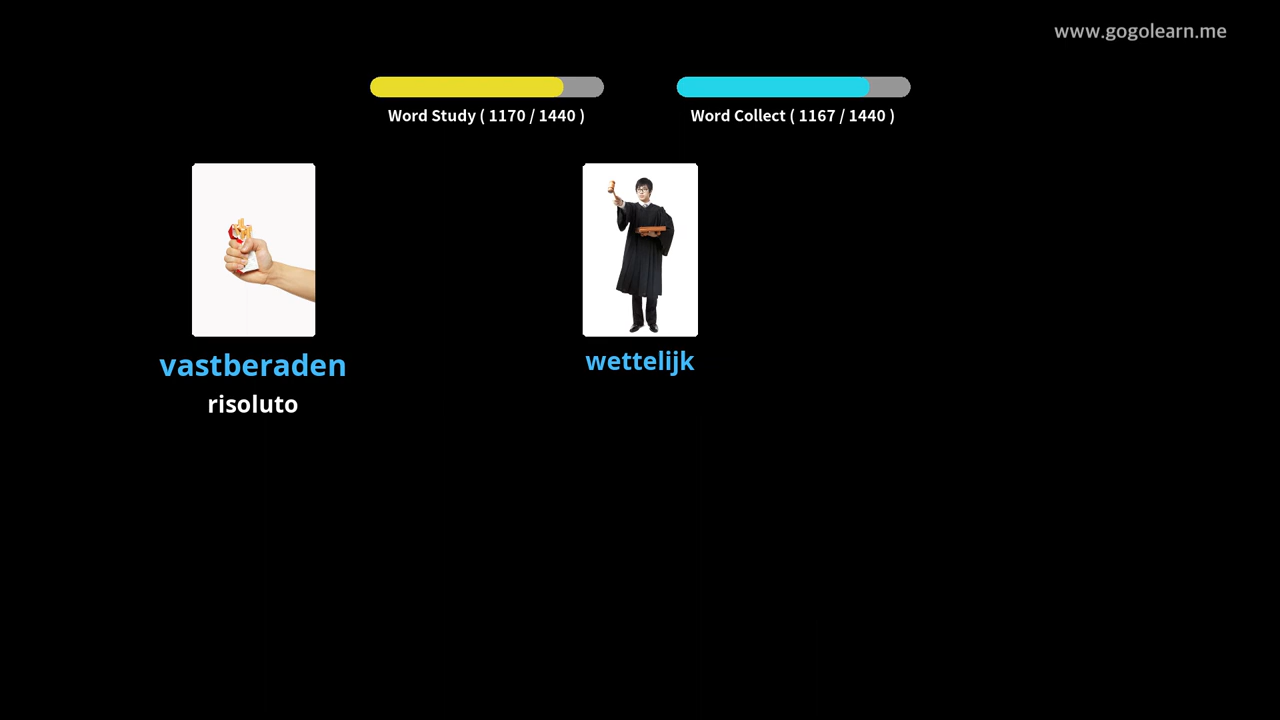 www.gogolearn.me
Word Study ( 1170 / 1440 )
Word Collect ( 1167 / 1440 )
vastberaden
risoluto
wettelijk